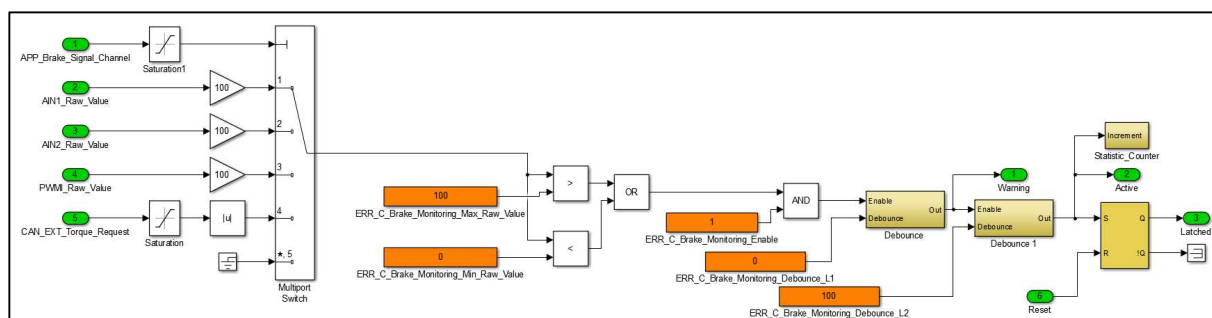 1
APP_Brake_Signal_Channel
Saturation1
2
AIN1_Raw_Value
100
1
3
AIN2_Raw_Value
100
2
4
PWMI_Raw_Value
100
3
5
CAN_EXT_Torque_Request
Saturation
|u|
4
*, 5
Multiport
Switch
100
ERR_C_Brake_Monitoring_Max_Raw_Value
0
ERR_C_Brake_Monitoring_Min_Raw_Value
>
<
OR
1
ERR_C_Brake_Monitoring_Enable
AND
0
ERR_C_Brake_Monitoring_Debounce_L1
100
ERR_C_Brake_Monitoring_Debounce_L2
Enable
Debounce
Out
Debounce
Enable
Debounce
Out
Debounce 1
1
Warning
Increment
Statistic_Counter
2
Active
S
R
Q
!Q
3
Latched
6
Reset